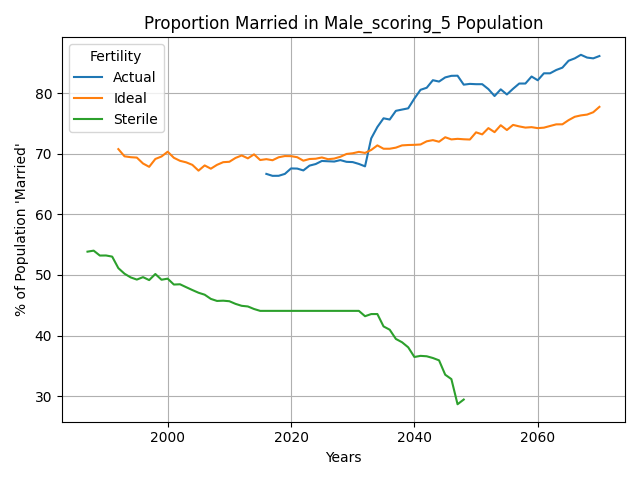 Proportion Married in Male_scoring_5 Population
Fertility
Actual
Ideal
Sterile
% of Population 'Married'
80
70
60
50
40
30
2000
2020
2040
2060
Years